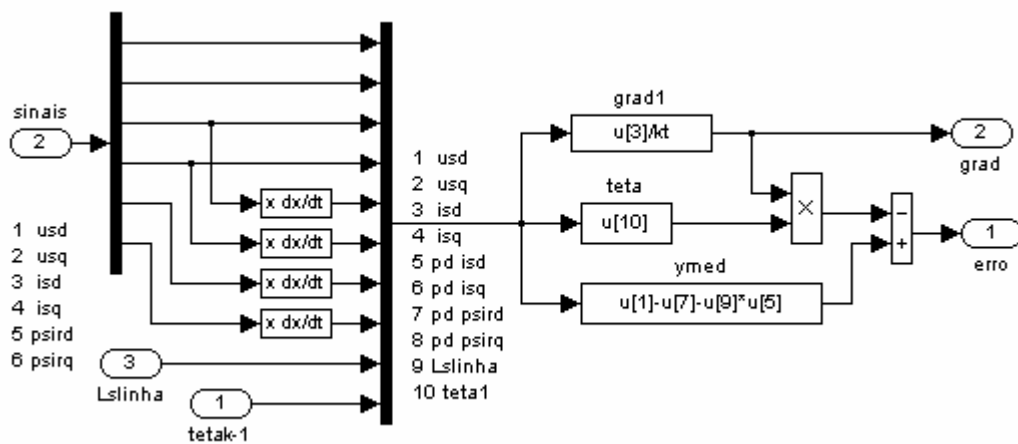 sinais
2
1 usd
2 usq
3 isd
4 isq
5 psird
6 psirq
3
Lslinha
1
tetak-1
x dx/dt
x dx/dt
x dx/dt
x dx/dt
1 usd
2 usq
3 isd
4 isq
5 pd isd
6 pd isq
7 pd psird
8 pd psirq
9 Lslinha
10 teta1
grad1
u[3]/kt
teta
u[10]
ymed
u[1]-u[7]-u[9]*u[5]
×
−
+
2
grad
1
erro